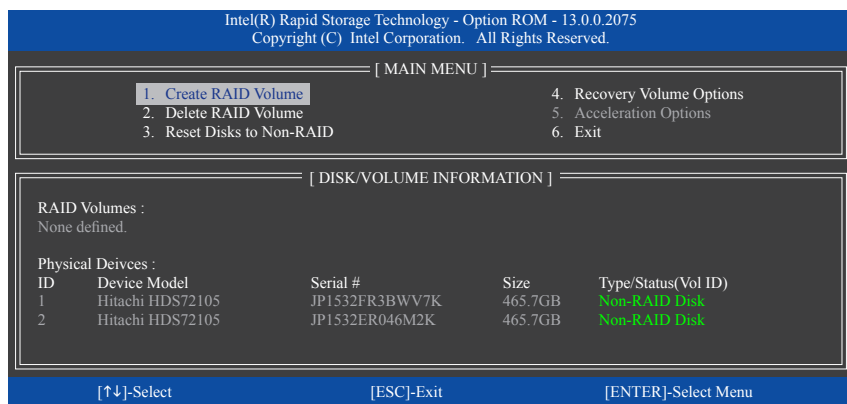 Intel(R) Rapid Storage Technology - Option ROM - 13.0.0.2075
Copyright (C) Intel Corporation. All Rights Reserved.
[ MAIN MENU ]
1. Create RAID Volume
2. Delete RAID Volume
3. Reset Disks to Non-RAID
4. Recovery Volume Options
5. Acceleration Options
6. Exit
[ DISK/VOLUME INFORMATION ]
RAID Volumes :
None defined.
Physical Deivces :
ID Device Model Serial # Size Type/Status(Vol ID)
1 Hitachi HDS72105 JP1532FR3BWV7K 465.7GB Non-RAID Disk
2 Hitachi HDS72105 JP1532ER046M2K 465.7GB Non-RAID Disk
[↑↓]-Select [ESC]-Exit [ENTER]-Select Menu